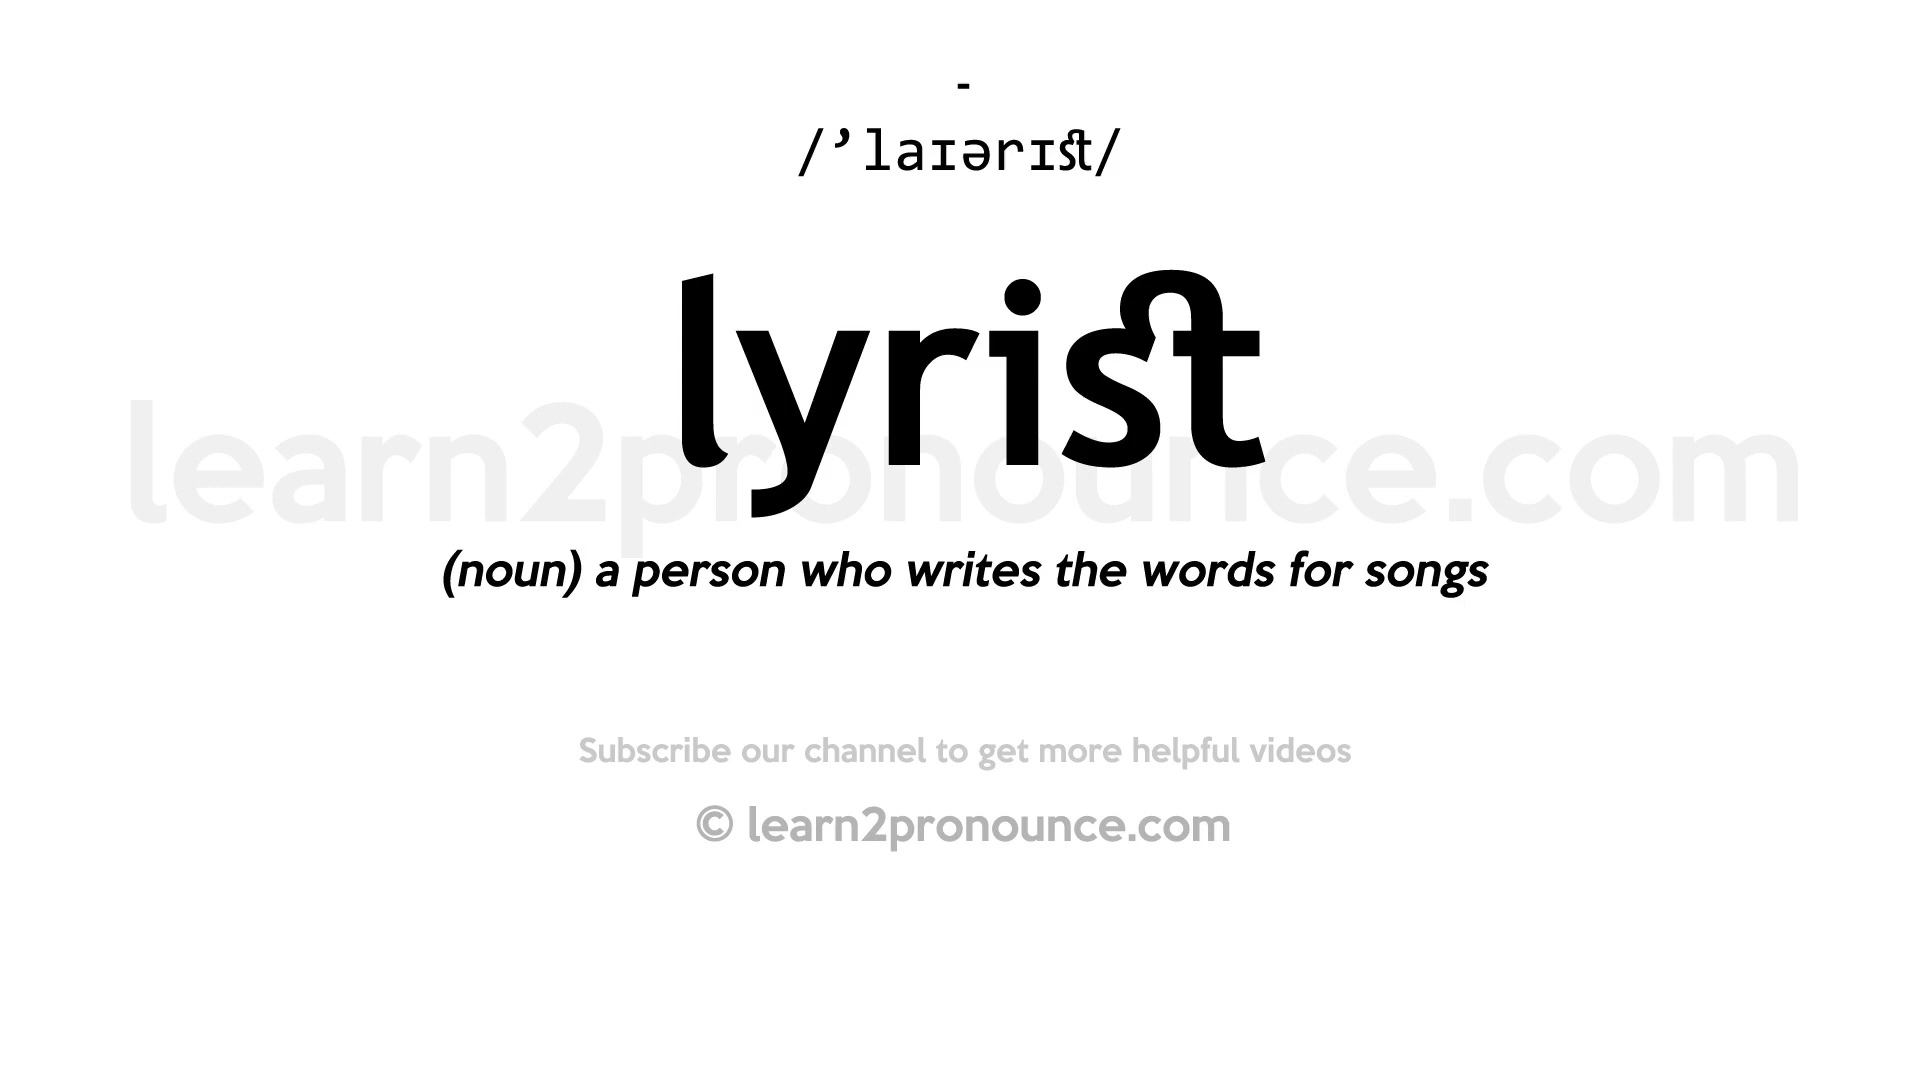 -
/’laɪərɪst/
lyrist
learn2pronounce.com
(noun) a person who writes the words for songs
Subscribe our channel to get more helpful videos
© learn2pronounce.com